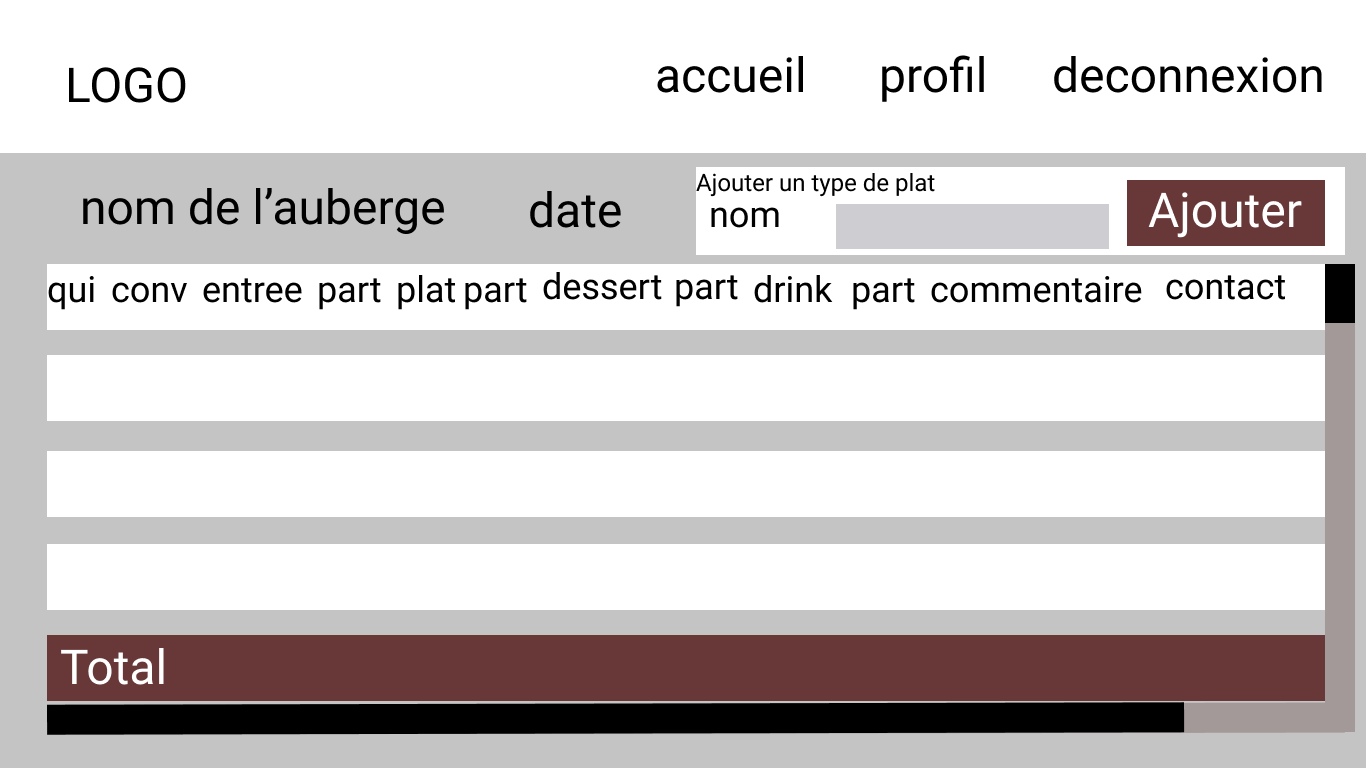 LOGO accueil profil deconnexion
nom de l’auberge date
Ajouter un type de plat
nom Ajouter
qui conv entree part plat part dessert part drink part commentaire contact
Total